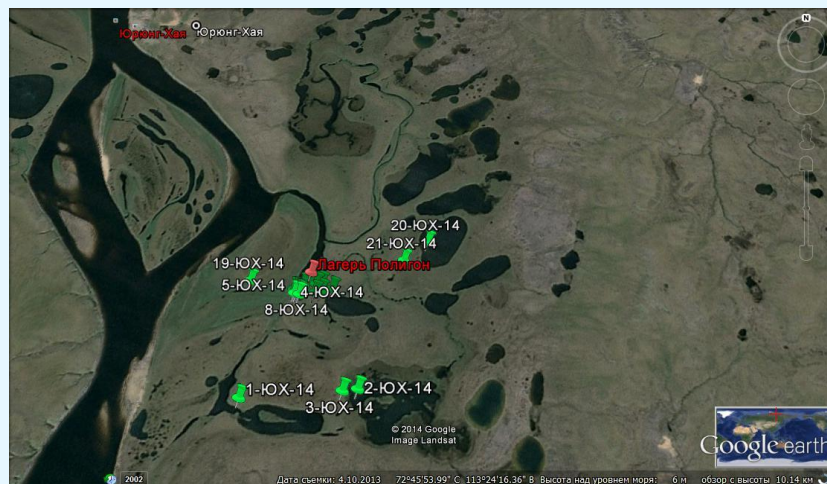 N
Юрюнг-Хая Юрюнг-Хая
20-ЮХ-14
21-ЮХ-14
19-ЮХ-14
Лагерь Полигон
5-ЮХ-14
4-ЮХ-14
8-ЮХ-14
1-ЮХ-14
2-ЮХ-14
3-ЮХ-14
© 2014 Google
Image Landsat
Google earth
2002
Дата съемки: 4.10.2013 72°45'53.99" С 113°24'16.36" В Высота над уровнем моря: 6 м обзор с высоты 10.14 км